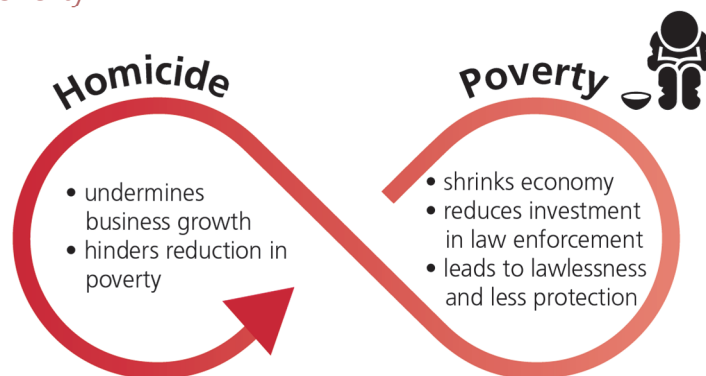 Homicide
• undermines
business growth
• hinders reduction in
poverty
Poverty
• shrinks economy
• reduces investment
in law enforcement
• leads to lawlessness
and less protection